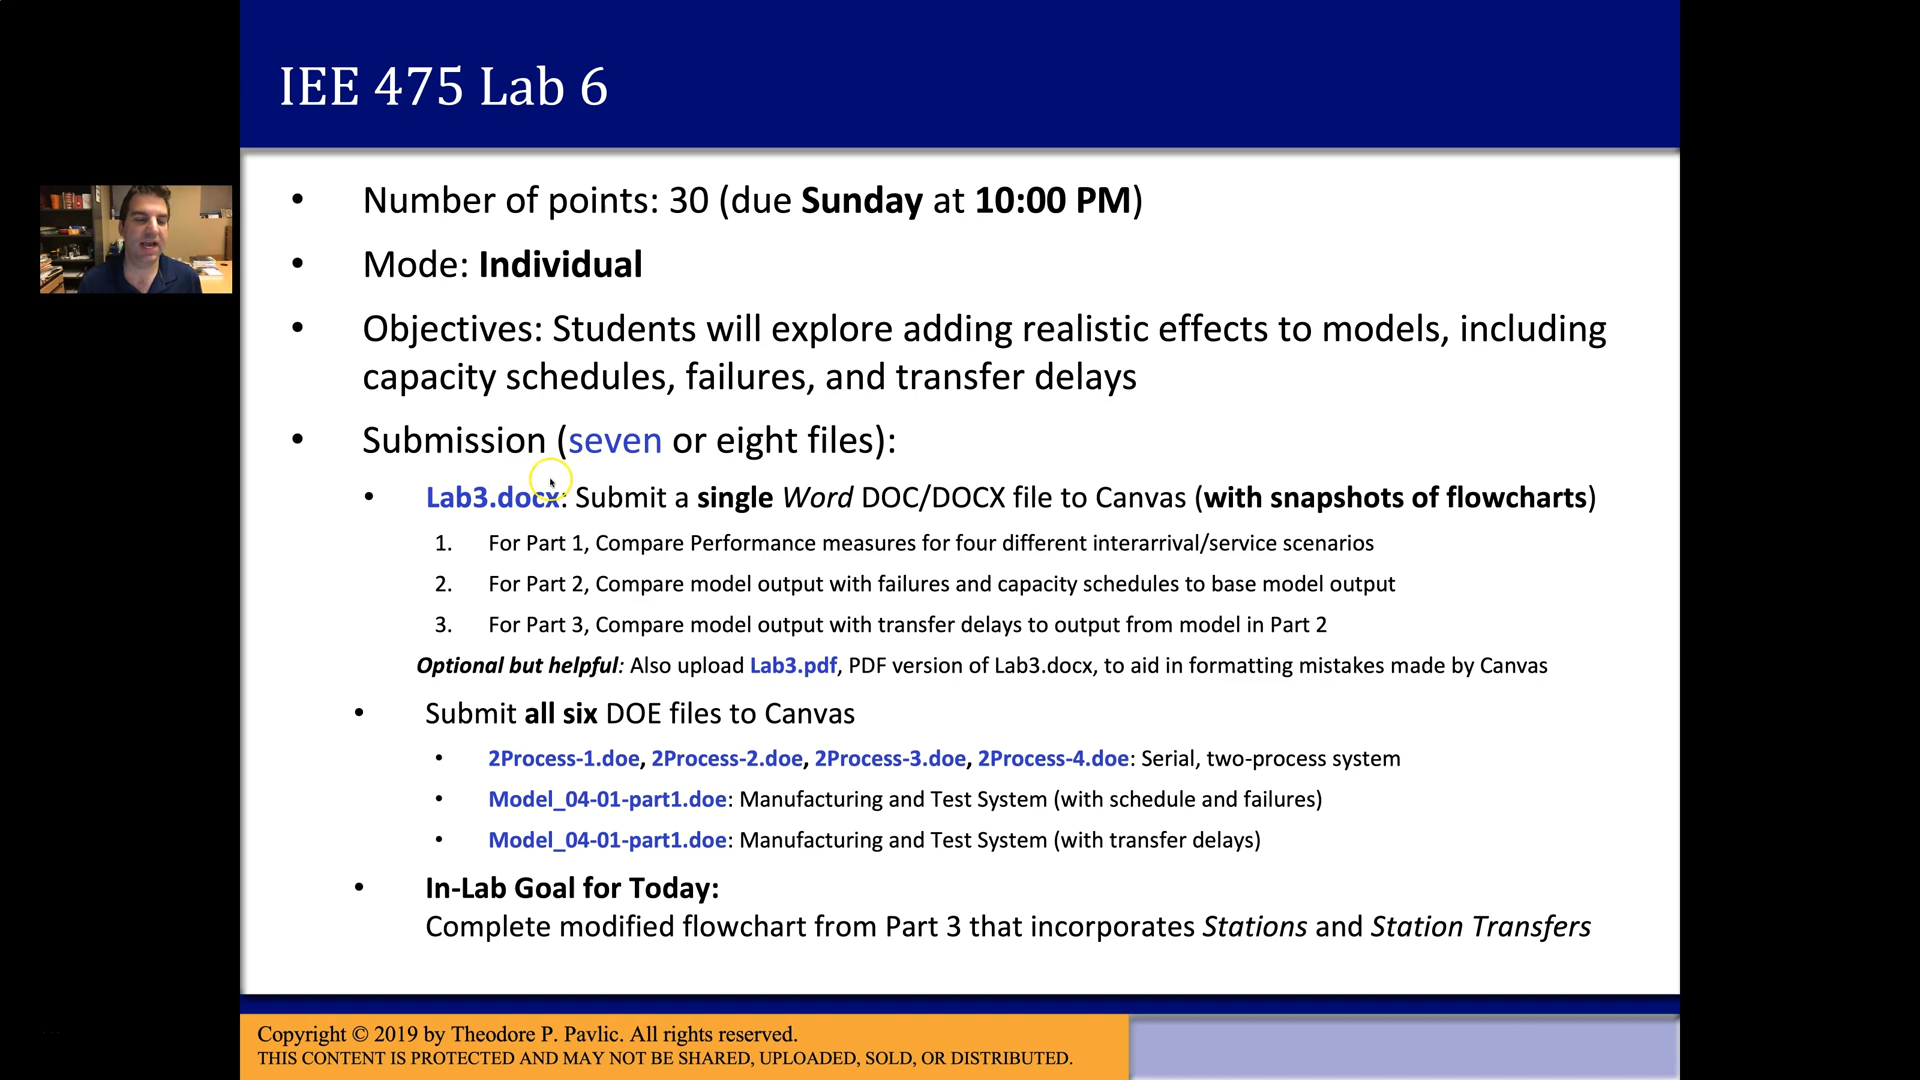 IEE 475 Lab 6
• Number of points: 30 (due Sunday at 10:00 PM)
• Mode: Individual
• Objectives: Students will explore adding realistic effects to models, including
capacity schedules, failures, and transfer delays
• Submission (seven or eight files):
• Lab3.docx: Submit a single Word DOC/DOCX file to Canvas (with snapshots of flowcharts)
1. For Part 1, Compare Performance measures for four different interarrival/service scenarios
2. For Part 2, Compare model output with failures and capacity schedules to base model output
3. For Part 3, Compare model output with transfer delays to output from model in Part 2
Optional but helpful: Also upload Lab3.pdf, PDF version of Lab3.docx, to aid in formatting mistakes made by Canvas
• Submit all six DOE files to Canvas
• 2Process-1.doe, 2Process-2.doe, 2Process-3.doe, 2Process-4.doe: Serial, two-process system
• Model_04-01-part1.doe: Manufacturing and Test System (with schedule and failures)
• Model_04-01-part1.doe: Manufacturing and Test System (with transfer delays)
• In-Lab Goal for Today:
Complete modified flowchart from Part 3 that incorporates Stations and Station Transfers
Copyright © 2019 by Theodore P. Pavlic. All rights reserved.
THIS CONTENT IS PROTECTED AND MAY NOT BE SHARED, UPLOADED, SOLD, OR DISTRIBUTED.